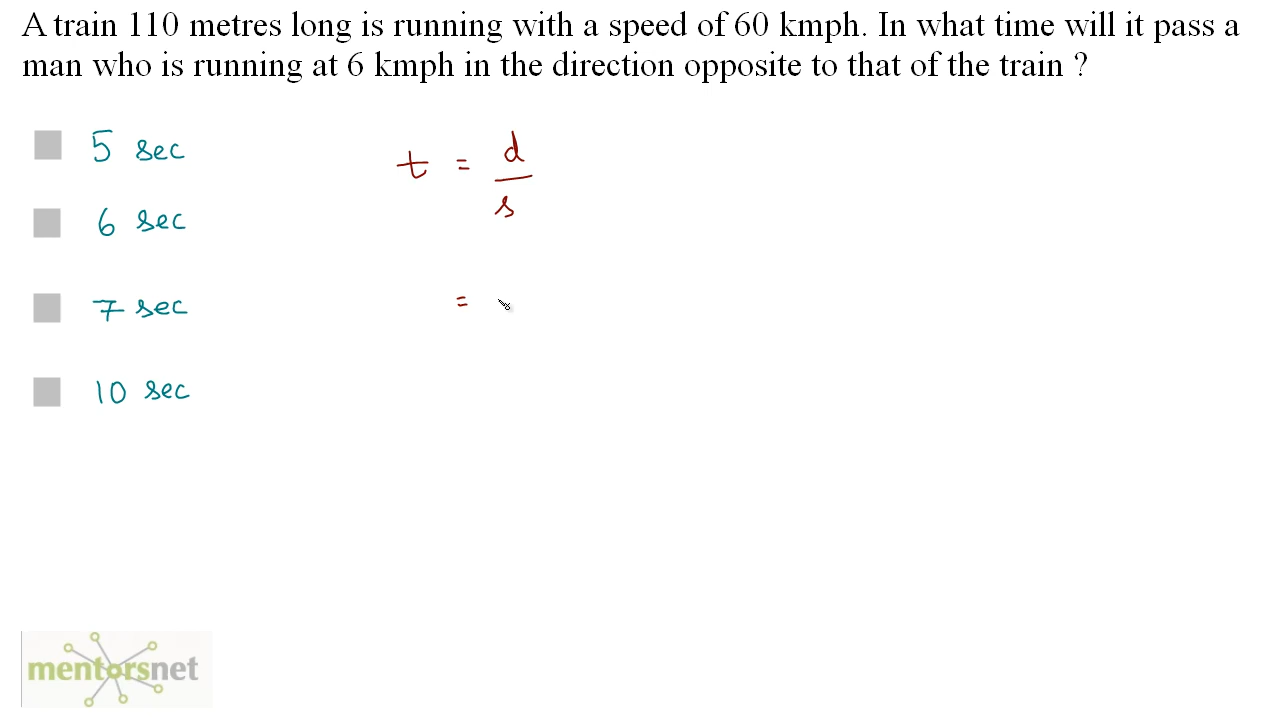 A train 110 metres long is running with a speed of 60 kmph. In what time will it pass a
man who is running at 6 kmph in the direction opposite to that of the train ?
5 sec
t = d
s
6 sec
7 sec
=
10 sec
mentorsnet